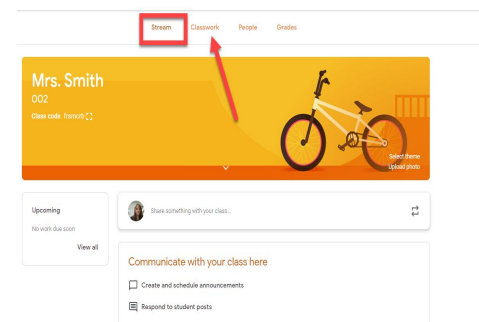 Stream Classwork People Grades
Mrs. Smith
002
Class code framcrb
Select theme
Upload photo
Upcoming
No work due soon
View all
Share something with your class...
Communicate with your class here
Create and schedule announcements
Respond to student posts